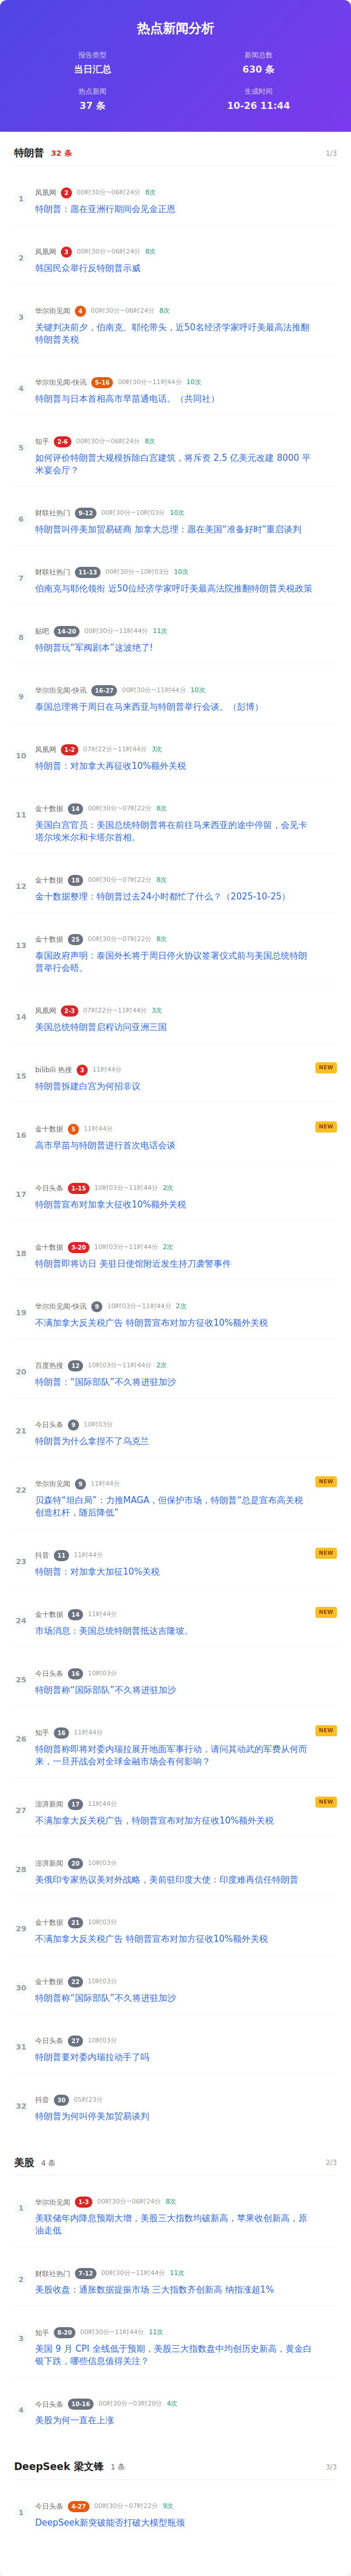 热点新闻分析
报告类型
新闻总数
当日汇总
630 条
热点新闻
生成时间
37 条
10-26 11:44
特朗普 32 条 1/3
1 凤凰网 2 00时30分~06时24分 8次
特朗普：愿在亚洲行期间会见金正恩
2 凤凰网 3 00时30分~06时24分 8次
韩国民众举行反特朗普示威
3 华尔街见闻 4 00时30分~06时24分 8次
关键判决前夕，伯南克、耶伦带头，近50名经济学家呼吁美最高法推翻
特朗普关税
4 华尔街见闻-快讯 5-16 00时30分~11时44分 10次
特朗普与日本首相高市早苗通电话。（共同社）
5 知乎 2-6 00时30分~06时24分 8次
如何评价特朗普大规模拆除白宫建筑，将斥资 2.5 亿美元改建 8000 平
米宴会厅？
6 财联社热门 9-12 00时30分~10时03分 10次
特朗普叫停美加贸易磋商 加拿大总理：愿在美国“准备好时”重启谈判
7 财联社热门 11-13 00时30分~10时03分 10次
伯南克与耶伦领衔 近50位经济学家呼吁美最高法院推翻特朗普关税政策
8 贴吧 14-20 00时30分~11时44分 11次
特朗普玩“军阀剧本”这波绝了!
9 华尔街见闻-快讯 16-27 00时30分~11时44分 10次
泰国总理将于周日在马来西亚与特朗普举行会谈。（彭博）
10 凤凰网 1-2 07时22分~11时44分 3次
特朗普：对加拿大再征收10%额外关税
11 金十数据 14 00时30分~07时22分 8次
美国白宫官员：美国总统特朗普将在前往马来西亚的途中停留，会见卡
塔尔埃米尔和卡塔尔首相。
12 金十数据 18 00时30分~07时22分 8次
金十数据整理：特朗普过去24小时都忙了什么？（2025-10-25）
13 金十数据 25 00时30分~07时22分 8次
泰国政府声明：泰国外长将于周日停火协议签署仪式前与美国总统特朗
普举行会晤。
14 凤凰网 2-3 07时22分~11时44分 3次
美国总统特朗普启程访问亚洲三国
15 bilibili 热搜 3 11时44分 NEW
特朗普拆建白宫为何招非议
16 金十数据 5 11时44分 NEW
高市早苗与特朗普进行首次电话会谈
17 今日头条 1-15 10时03分~11时44分 2次
特朗普宣布对加拿大征收10%额外关税
18 金十数据 3-20 10时03分~11时44分 2次
特朗普即将访日 美驻日使馆附近发生持刀袭警事件
19 华尔街见闻-快讯 9 10时03分~11时44分 2次
不满加拿大反关税广告 特朗普宣布对加方征收10%额外关税
20 百度热搜 12 10时03分~11时44分 2次
特朗普：“国际部队”不久将进驻加沙
21 今日头条 9 10时03分
特朗普为什么拿捏不了乌克兰
22 华尔街见闻 9 11时44分 NEW
贝森特“坦白局”：力推MAGA，但保护市场，特朗普“总是宣布高关税
创造杠杆，随后降低”
23 抖音 11 11时44分 NEW
特朗普：对加拿大加征10%关税
24 金十数据 14 11时44分 NEW
市场消息：美国总统特朗普抵达吉隆坡。
25 今日头条 16 10时03分
特朗普称“国际部队”不久将进驻加沙
26 知乎 16 11时44分 NEW
特朗普称即将对委内瑞拉展开地面军事行动，请问其动武的军费从何而
来，一旦开战会对全球金融市场会有何影响？
27 澎湃新闻 17 11时44分 NEW
不满加拿大反关税广告，特朗普宣布对加方征收10%额外关税
28 澎湃新闻 20 10时03分
美俄印专家热议美对外战略，美前驻印度大使：印度难再信任特朗普
29 金十数据 21 10时03分
不满加拿大反关税广告 特朗普宣布对加方征收10%额外关税
30 金十数据 22 10时03分
特朗普称“国际部队”不久将进驻加沙
31 今日头条 27 10时03分
特朗普要对委内瑞拉动手了吗
32 抖音 30 05时23分
特朗普为何叫停美加贸易谈判
美股 4 条 2/3
1 华尔街见闻 1-3 00时30分~06时24分 8次
美联储年内降息预期大增，美股三大指数均破新高，苹果收创新高，原
油走低
2 财联社热门 7-12 00时30分~11时44分 11次
美股收盘：通胀数据提振市场 三大指数齐创新高 纳指涨超1%
3 知乎 8-20 00时30分~11时44分 11次
美国 9 月 CPI 全线低于预期，美股三大指数盘中均创历史新高，黄金白
银下跌，哪些信息值得关注？
4 今日头条 10-16 00时30分~03时20分 4次
美股为何一直在上涨
DeepSeek 梁文锋 1 条 3/3
1 今日头条 4-27 00时30分~07时22分 9次
DeepSeek新突破能否打破大模型瓶颈